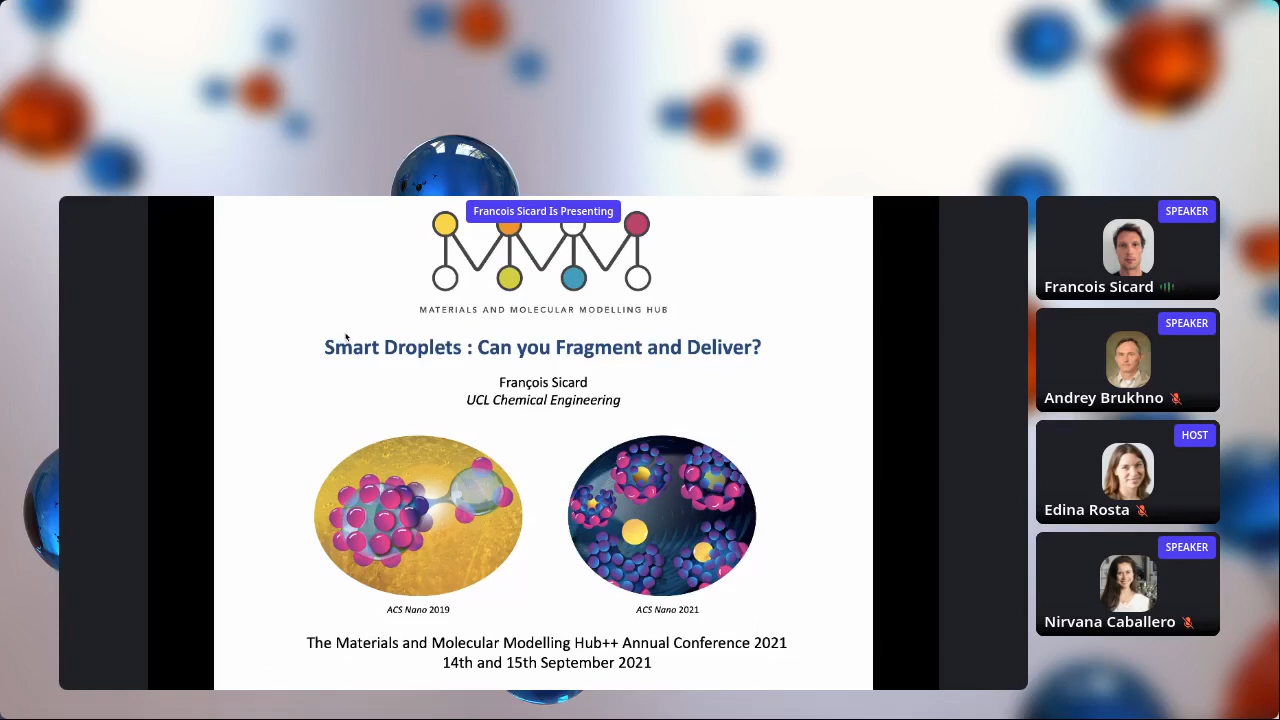 Francois Sicard Is Presenting
MATERIALS AND MOLECULAR MODELLING HUB
Smart Droplets : Can you Fragment and Deliver?
François Sicard
UCL Chemical Engineering
ACS Nano 2019
ACS Nano 2021
The Materials and Molecular Modelling Hub++ Annual Conference 2021
14th and 15th September 2021
SPEAKER
Francois Sicard
SPEAKER
Andrey Brukhno
HOST
Edina Rosta
SPEAKER
Nirvana Caballero